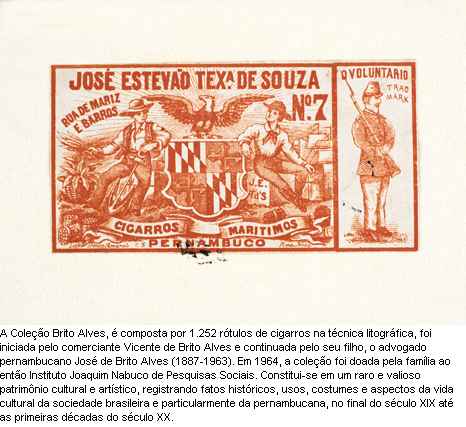 JOSÉ ESTEVÃO TEXª. DE SOUZA
RUA DE MARIZ
E BARROS
Nº 7
J.E.
CIGARROS MARITIMOS
PERNAMBUCO
O VOLUNTARIO
TRAD
MARK
A Coleção Brito Alves, é composta por 1.252 rótulos de cigarros na técnica litográfica, foi
iniciada pelo comerciante Vicente de Brito Alves e continuada pelo seu filho, o advogado
pernambucano José de Brito Alves (1887-1963). Em 1964, a coleção foi doada pela família ao
então Instituto Joaquim Nabuco de Pesquisas Sociais. Constitui-se em um raro e valioso
patrimônio cultural e artístico, registrando fatos históricos, usos, costumes e aspectos da vida
cultural da sociedade brasileira e particularmente da pernambucana, no final do século XIX até
as primeiras décadas do século XX.